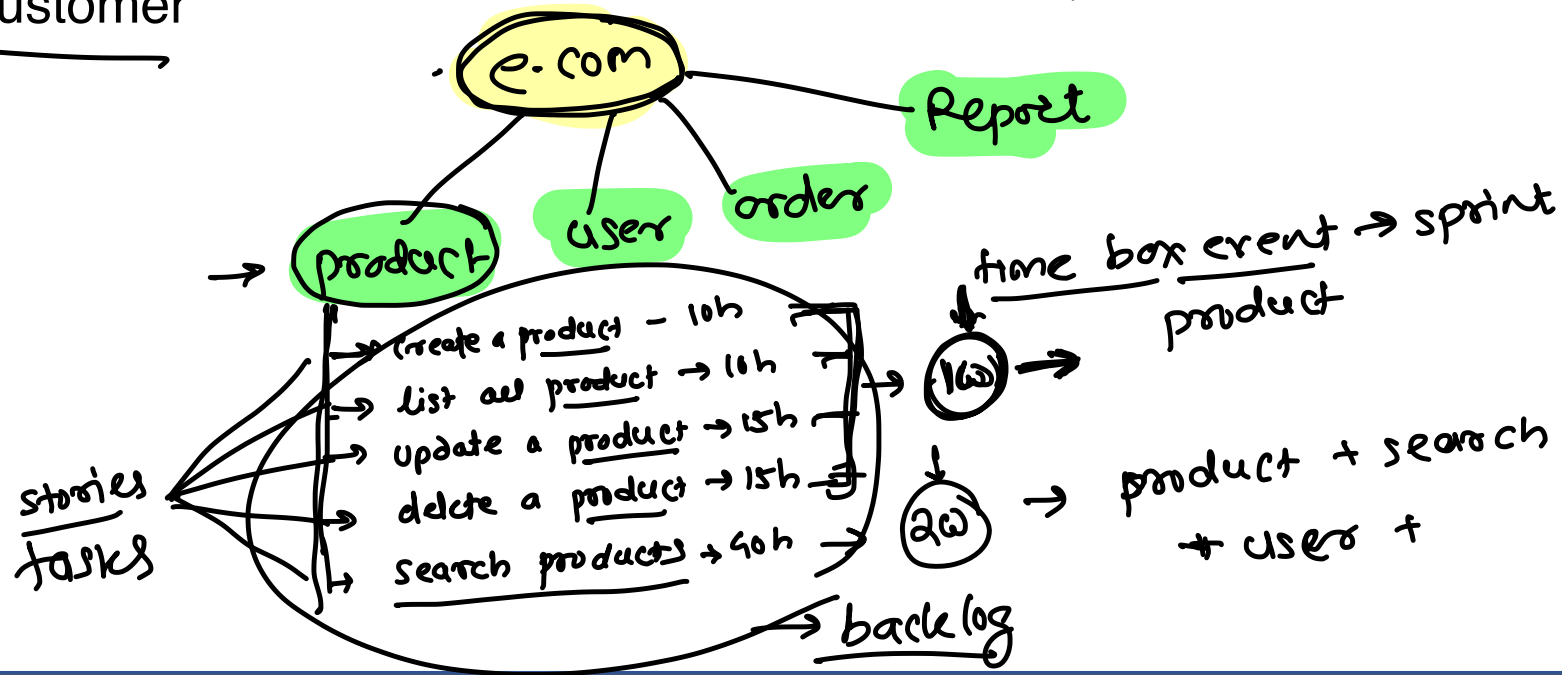 ustomer
e.com
Report
order
user
product
time box event → sprint
product
create a product - 10h
list all product → 10h
update a product → 15h
delete a product → 15h
search products → 40h
stories
tasks
1w
2w → product + search
+ user +
→ backlog